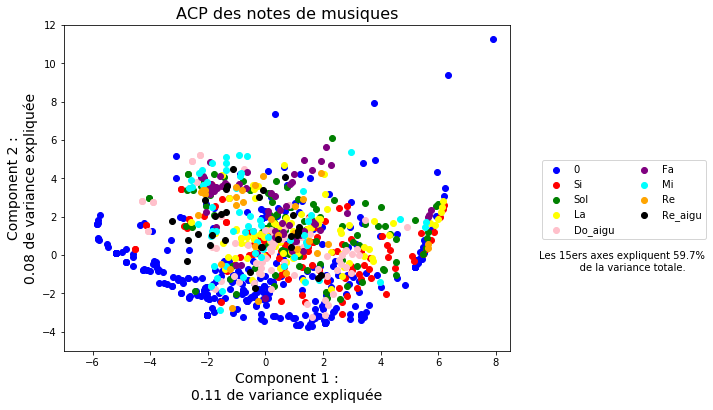 ACP des notes de musiques
Component 2 :
0.08 de variance expliquée
12
10
8
6
4
2
0
−2
−4
−6
−4
−2
0
2
4
6
8
Component 1 :
0.11 de variance expliquée
0
Si
Sol
La
Do_aigu
Fa
Mi
Re
Re_aigu
Les 15ers axes expliquent 59.7%
de la variance totale.